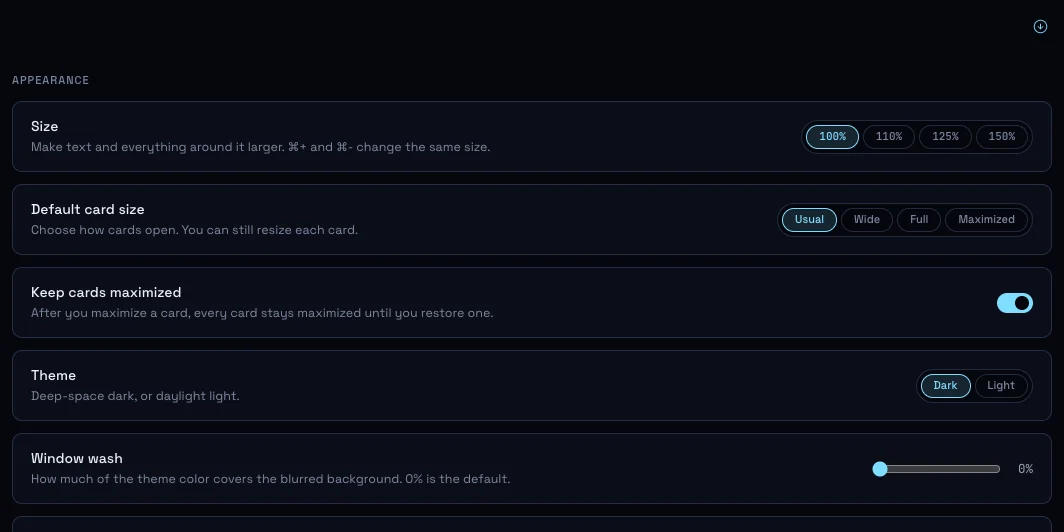 APPEARANCE
Size
Make text and everything around it larger. ⌘+ and ⌘- change the same size.
100% 110% 125% 150%
Default card size
Choose how cards open. You can still resize each card.
Usual Wide Full Maximized
Keep cards maximized
After you maximize a card, every card stays maximized until you restore one.
Theme
Deep-space dark, or daylight light.
Dark Light
Window wash
How much of the theme color covers the blurred background. 0% is the default.
0%